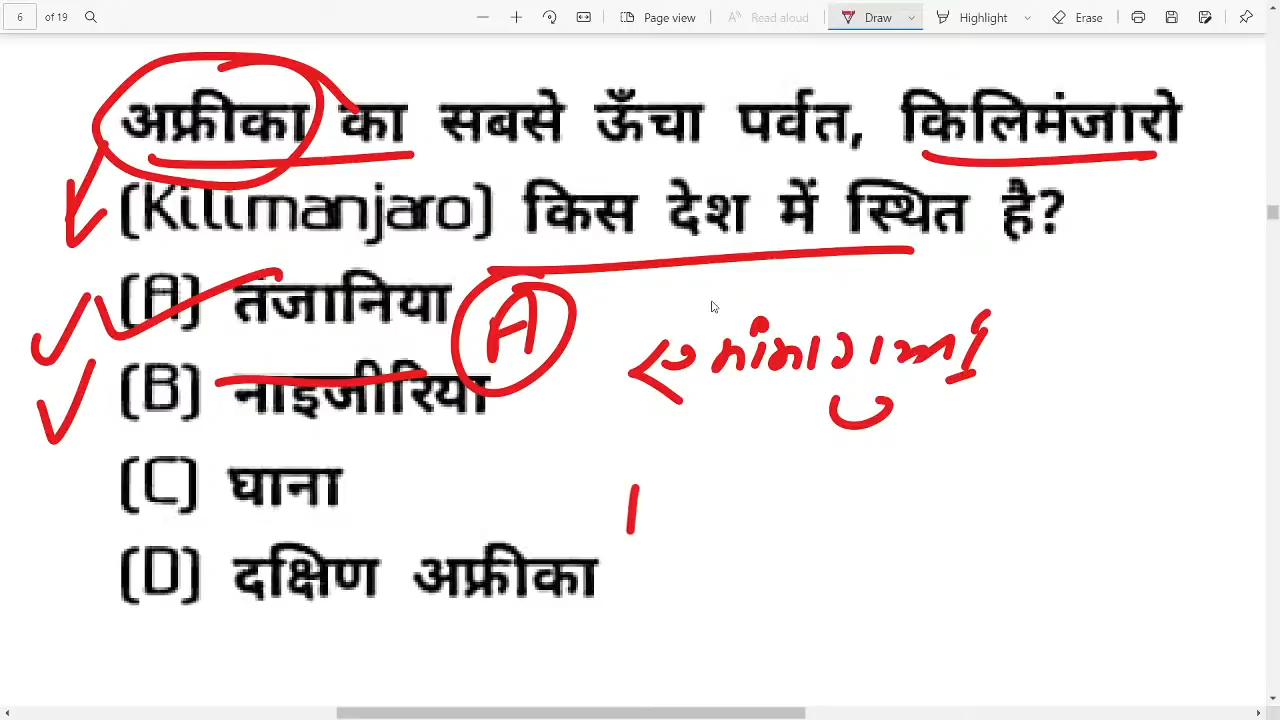 6 of 19 Page view Read aloud Draw Highlight Erase
अफ्रीका का सबसे ऊँचा पर्वत, किलिमंजारो
(Kilimanjaro) किस देश में स्थित है?
(A) तंजानिया
A
(B) नाइजीरिया
(C) घाना
(D) दक्षिण अफ्रीका